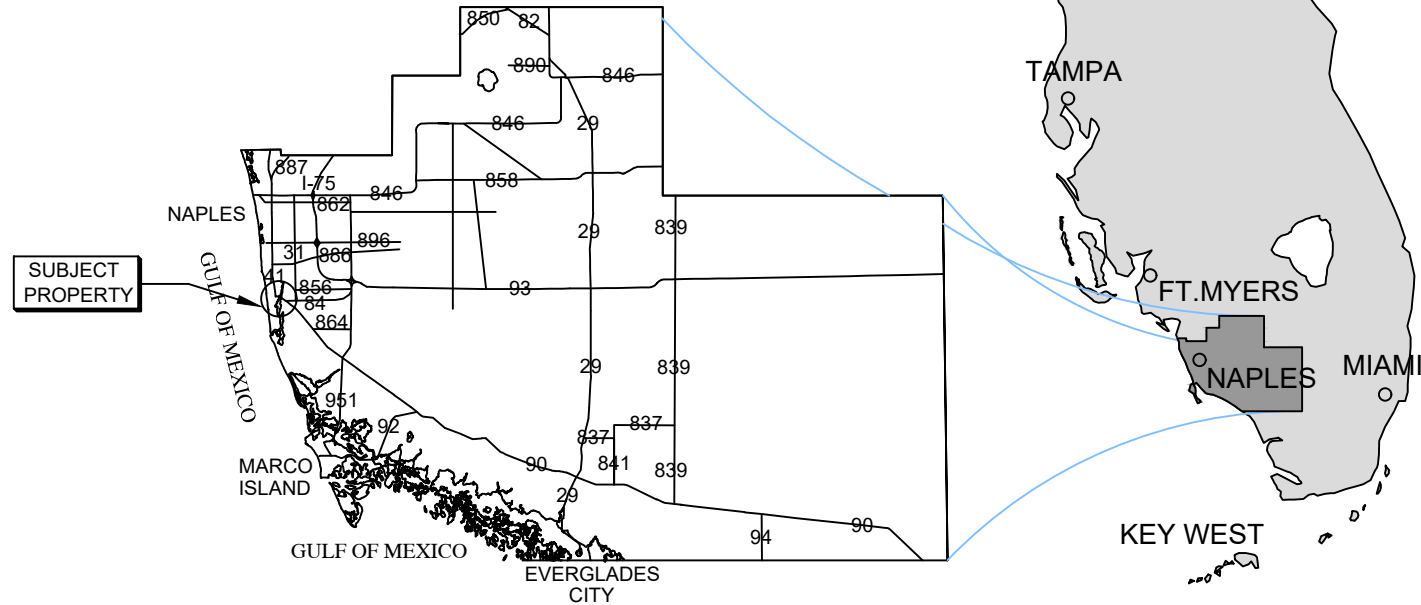 850
82
890
846
846
29
887
I-75
846
858
862
NAPLES
31
896
886
29
839
SUBJECT
PROPERTY
41
856
84
864
93
GULF OF MEXICO
29
839
951
92
837
837
841
839
90
29
MARCO
ISLAND
GULF OF MEXICO
94
90
EVERGLADES
CITY
TAMPA
FT.MYERS
NAPLES
MIAMI
KEY WEST